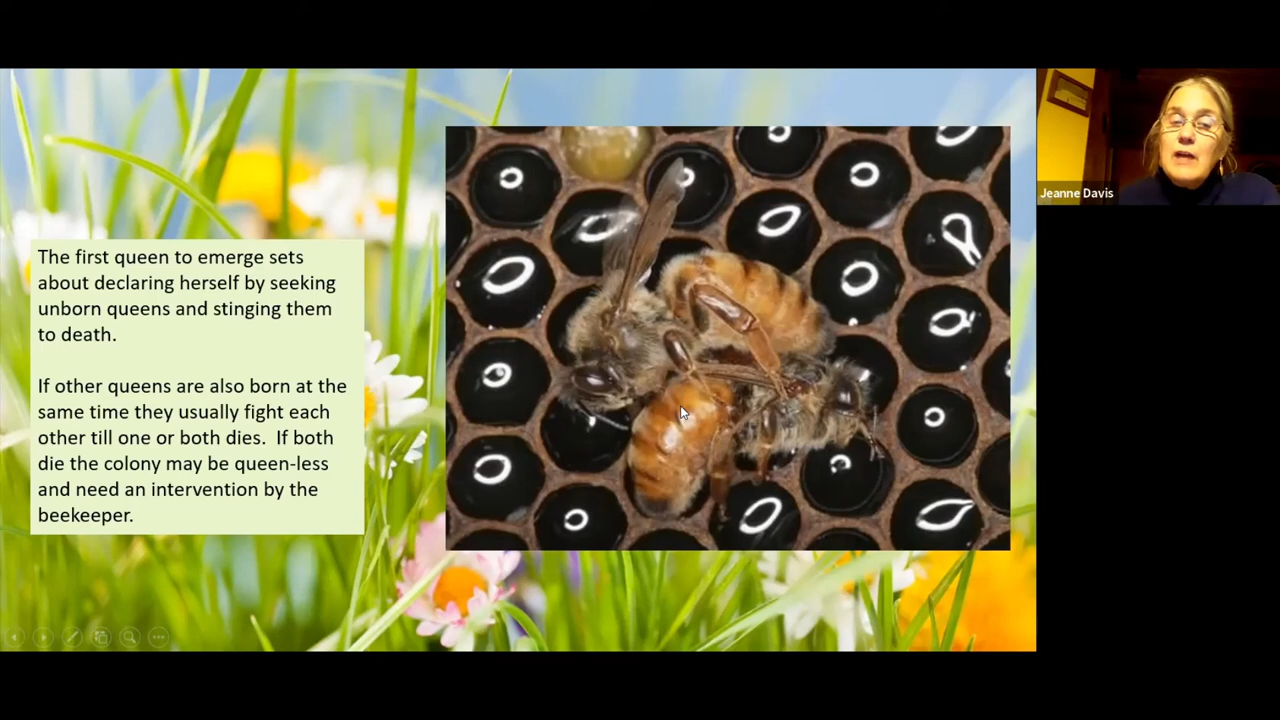 The first queen to emerge sets
about declaring herself by seeking
unborn queens and stinging them
to death.
If other queens are also born at the
same time they usually fight each
other till one or both dies.  If both
die the colony may be queen-less
and need an intervention by the
beekeeper.
Jeanne Davis